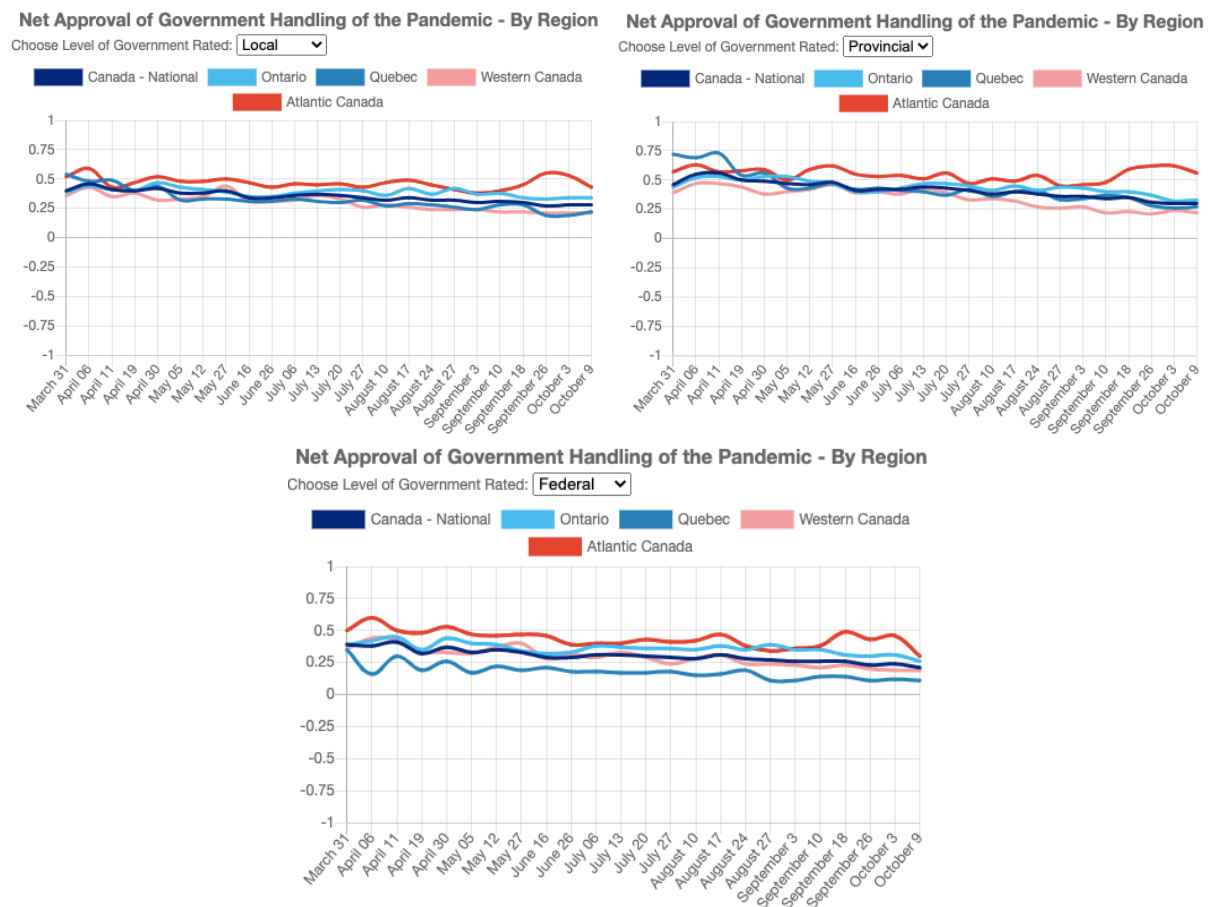 Net Approval of Government Handling of the Pandemic - By Region
Choose Level of Government Rated: Local
Canada - National Ontario Quebec Western Canada
Atlantic Canada
1
0.75
0.5
0.25
0
-0.25
-0.5
-0.75
-1
March 31
April 06
April 11
April 19
April 30
May 05
May 12
May 27
June 16
June 26
July 06
July 13
July 20
July 27
August 10
August 17
August 24
August 27
September 3
September 10
September 18
September 26
October 3
October 9
Net Approval of Government Handling of the Pandemic - By Region
Choose Level of Government Rated: Provincial
Canada - National Ontario Quebec Western Canada
Atlantic Canada
1
0.75
0.5
0.25
0
-0.25
-0.5
-0.75
-1
March 31
April 06
April 11
April 19
April 30
May 05
May 12
May 27
June 16
June 26
July 06
July 13
July 20
July 27
August 10
August 17
August 24
August 27
September 3
September 10
September 18
September 26
October 3
October 9
Net Approval of Government Handling of the Pandemic - By Region
Choose Level of Government Rated: Federal
Canada - National Ontario Quebec Western Canada
Atlantic Canada
1
0.75
0.5
0.25
0
-0.25
-0.5
-0.75
-1
March 31
April 06
April 11
April 19
April 30
May 05
May 12
May 27
June 16
June 26
July 06
July 13
July 20
July 27
August 10
August 17
August 24
August 27
September 3
September 10
September 18
September 26
October 3
October 9